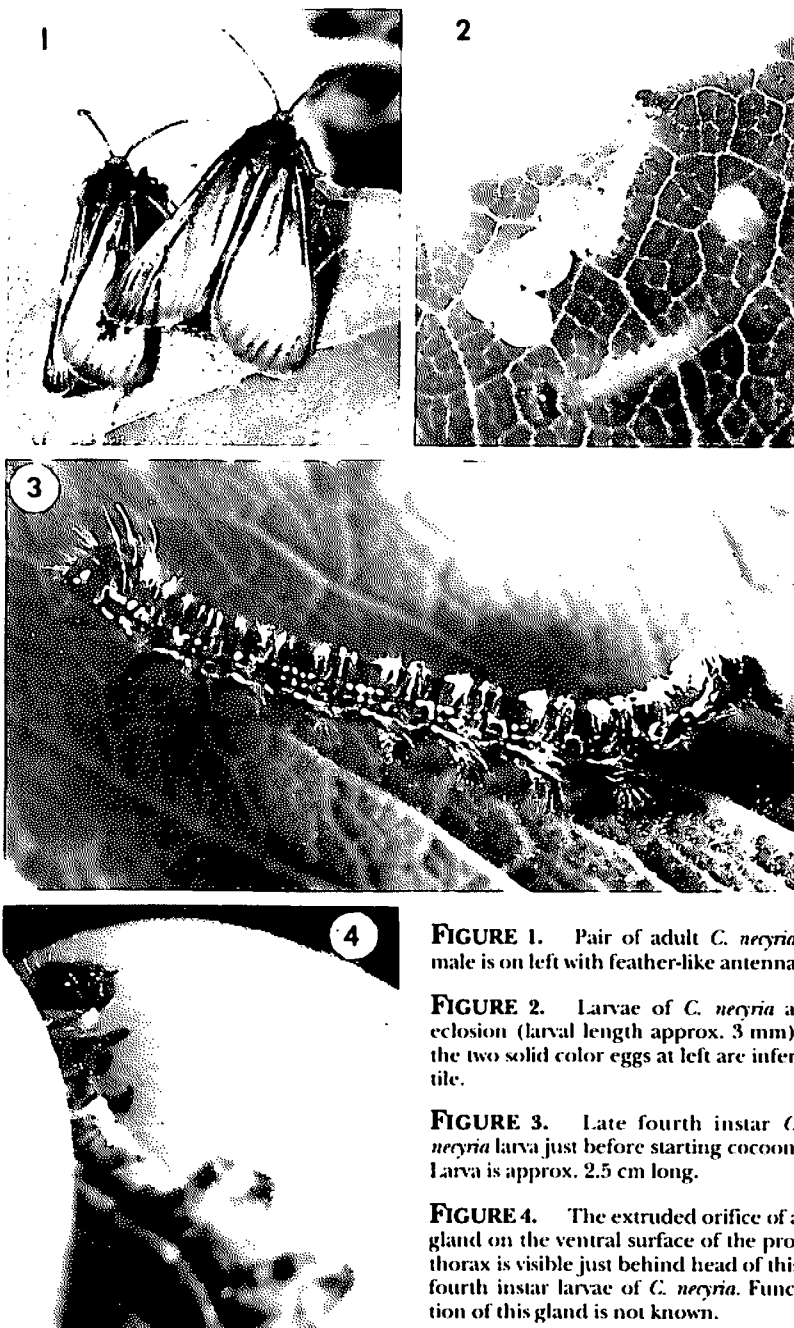 1
2
3
4
FIGURE 1. Pair of adult C. necyria
male is on left with feather-like antenna
FIGURE 2. Larvae of C. necyria a
eclosion (larval length approx. 3 mm)
the two solid color eggs at left are infer
tile.
FIGURE 3. Late fourth instar C
necyria larva just before starting cocoon
Larva is approx. 2.5 cm long.
FIGURE 4. The extruded orifice of a
gland on the ventral surface of the pro
thorax is visible just behind head of this
fourth instar larvae of C. necyria. Func
tion of this gland is not known.